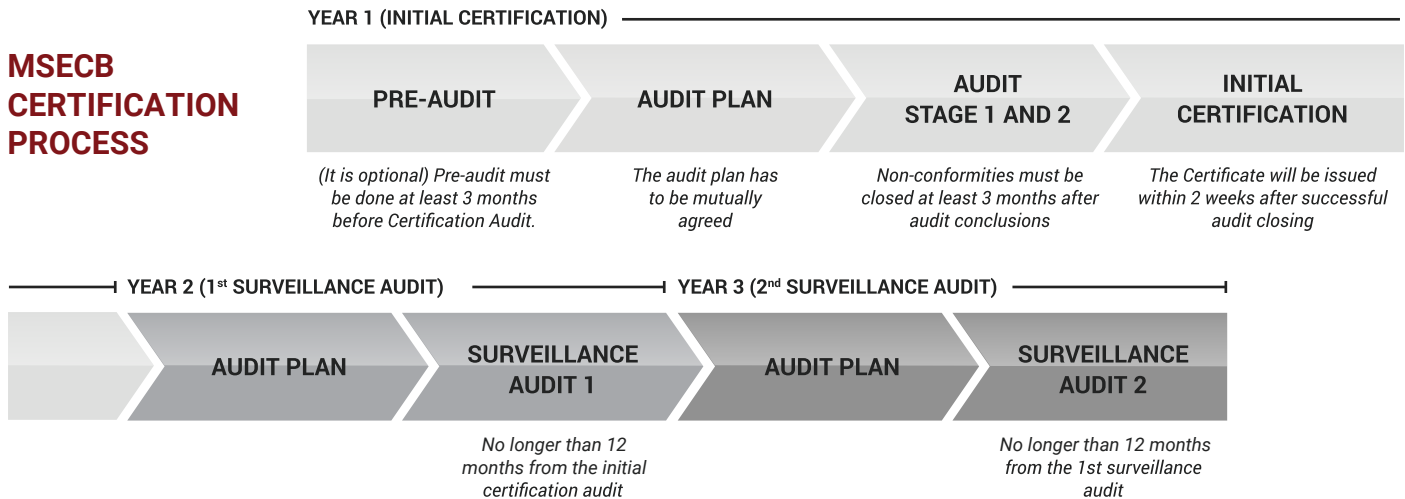 YEAR 1 (INITIAL CERTIFICATION)
MSECB
CERTIFICATION
PROCESS
PRE-AUDIT
AUDIT PLAN
AUDIT
STAGE 1 AND 2
INITIAL
CERTIFICATION
(It is optional) Pre-audit must
be done at least 3 months
before Certification Audit.
The audit plan has
to be mutually
agreed
Non-conformities must be
closed at least 3 months after
audit conclusions
The Certificate will be issued
within 2 weeks after successful
audit closing
YEAR 2 (1st SURVEILLANCE AUDIT)
YEAR 3 (2nd SURVEILLANCE AUDIT)
AUDIT PLAN
SURVEILLANCE
AUDIT 1
AUDIT PLAN
SURVEILLANCE
AUDIT 2
No longer than 12
months from the initial
certification audit
No longer than 12 months
from the 1st surveillance
audit